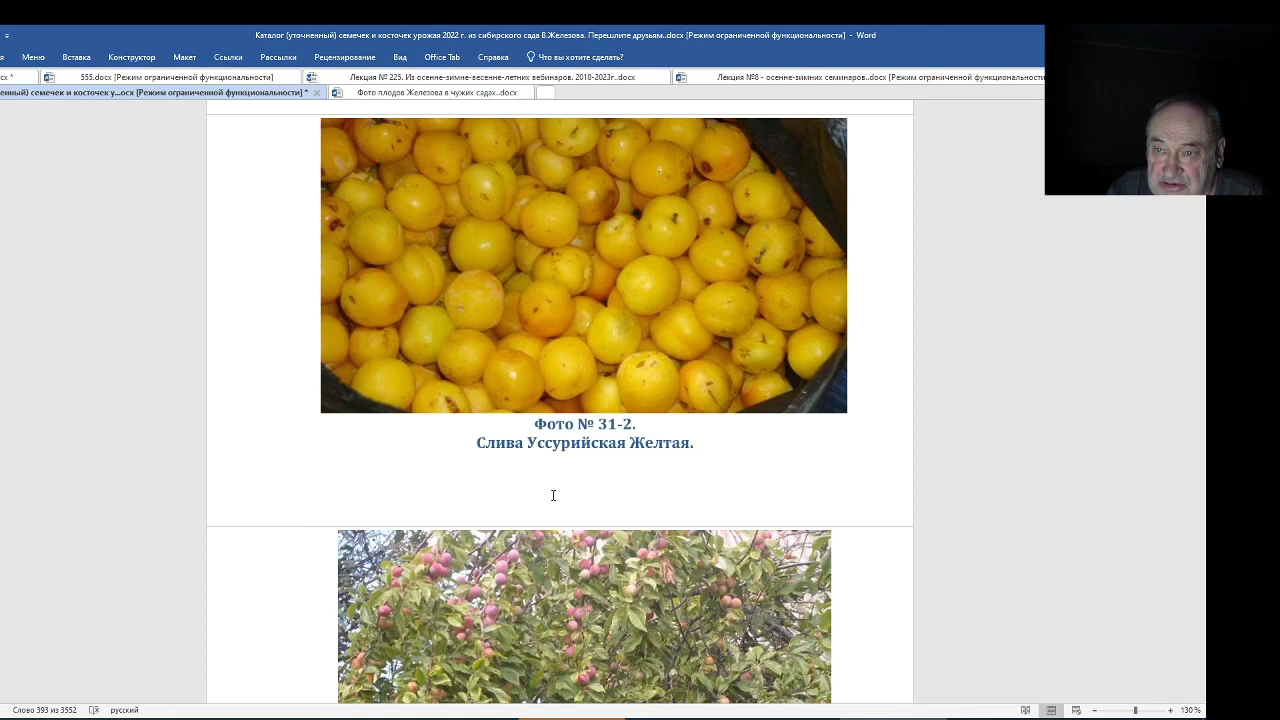 Каталог (уточненный) семечек и косточек урожая 2022 г. из сибирского сада В.Железова. Перешлите друзьям..docx [Режим ограниченной функциональности] - Word
я Меню Вставка Конструктор Макет Ссылки Рассылки Рецензирование Вид Office Tab Справка Что вы хотите сделать?
cx * 555.docx [Режим ограниченной функциональности] Лекция № 225. Из осенне-зимне-весенне-летних вебинаров. 2018-2023г..docx Лекция №8 - осенне-зимних семинаров..docx [Режим ограниченной функциональности]
енный) семечек и косточек у...ocx [Режим ограниченной функциональности] * Фото плодов Железова в чужих садах..docx
Фото № 31-2.
Слива Уссурийская Желтая.
Слово 393 из 3552 русский 130 %